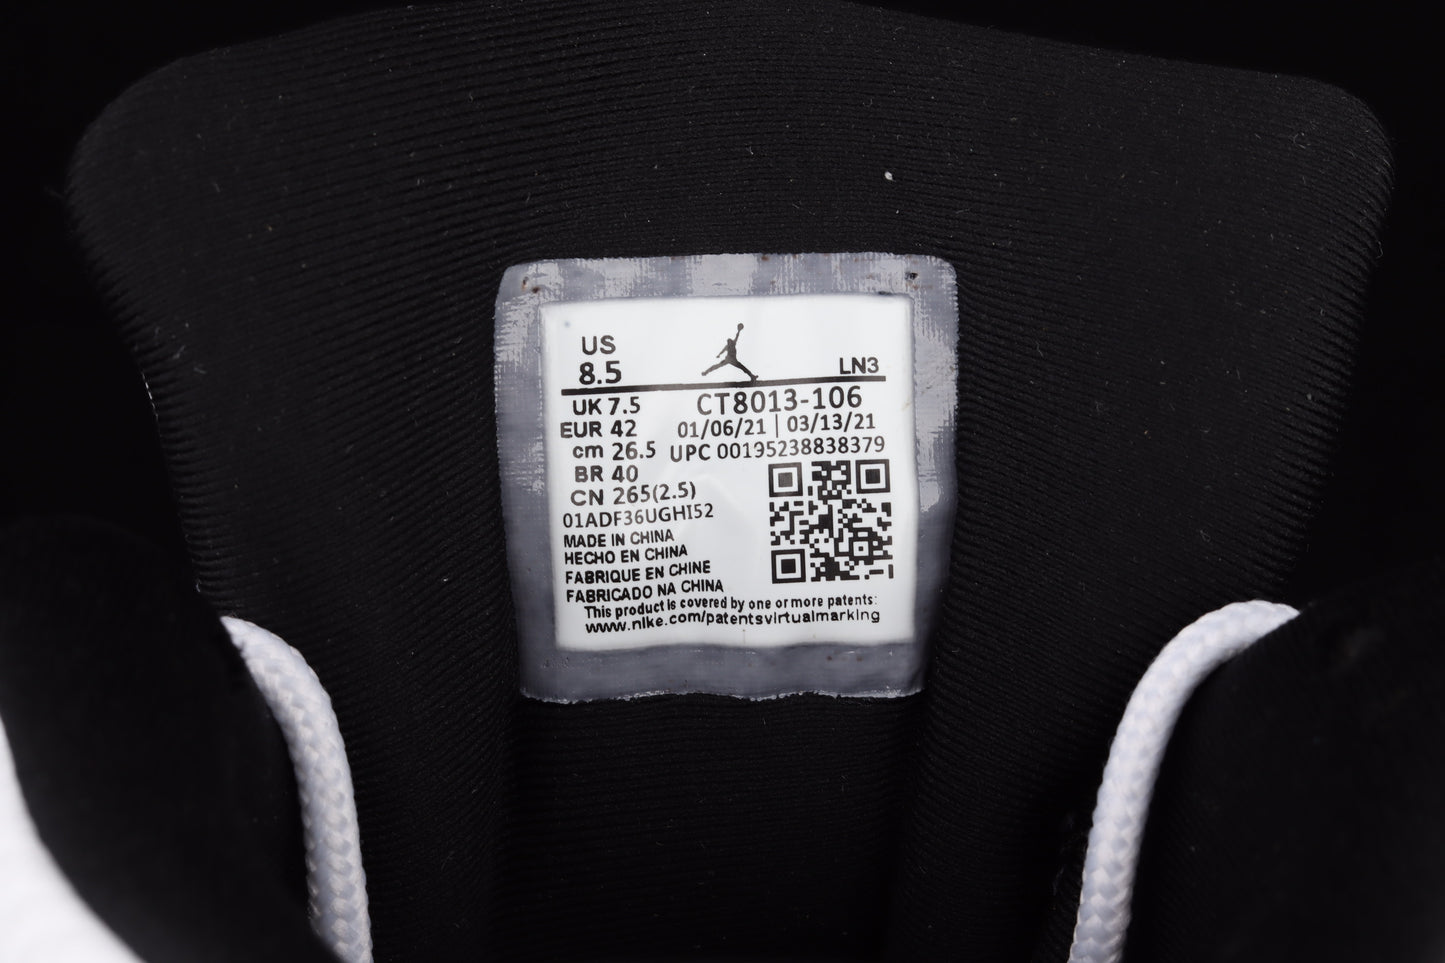 US
8.5
LN3
UK 7.5
CT8013-106
EUR 42
01/06/21 | 03/13/21
cm 26.5
UPC 00195238838379
BR 40
CN 265(2.5)
01ADF36UGHI52
MADE IN CHINA
HECHO EN CHINA
FABRIQUE EN CHINE
FABRICADO NA CHINA
This product is covered by one or more patents:
www.nike.com/patentsvirtualmarking